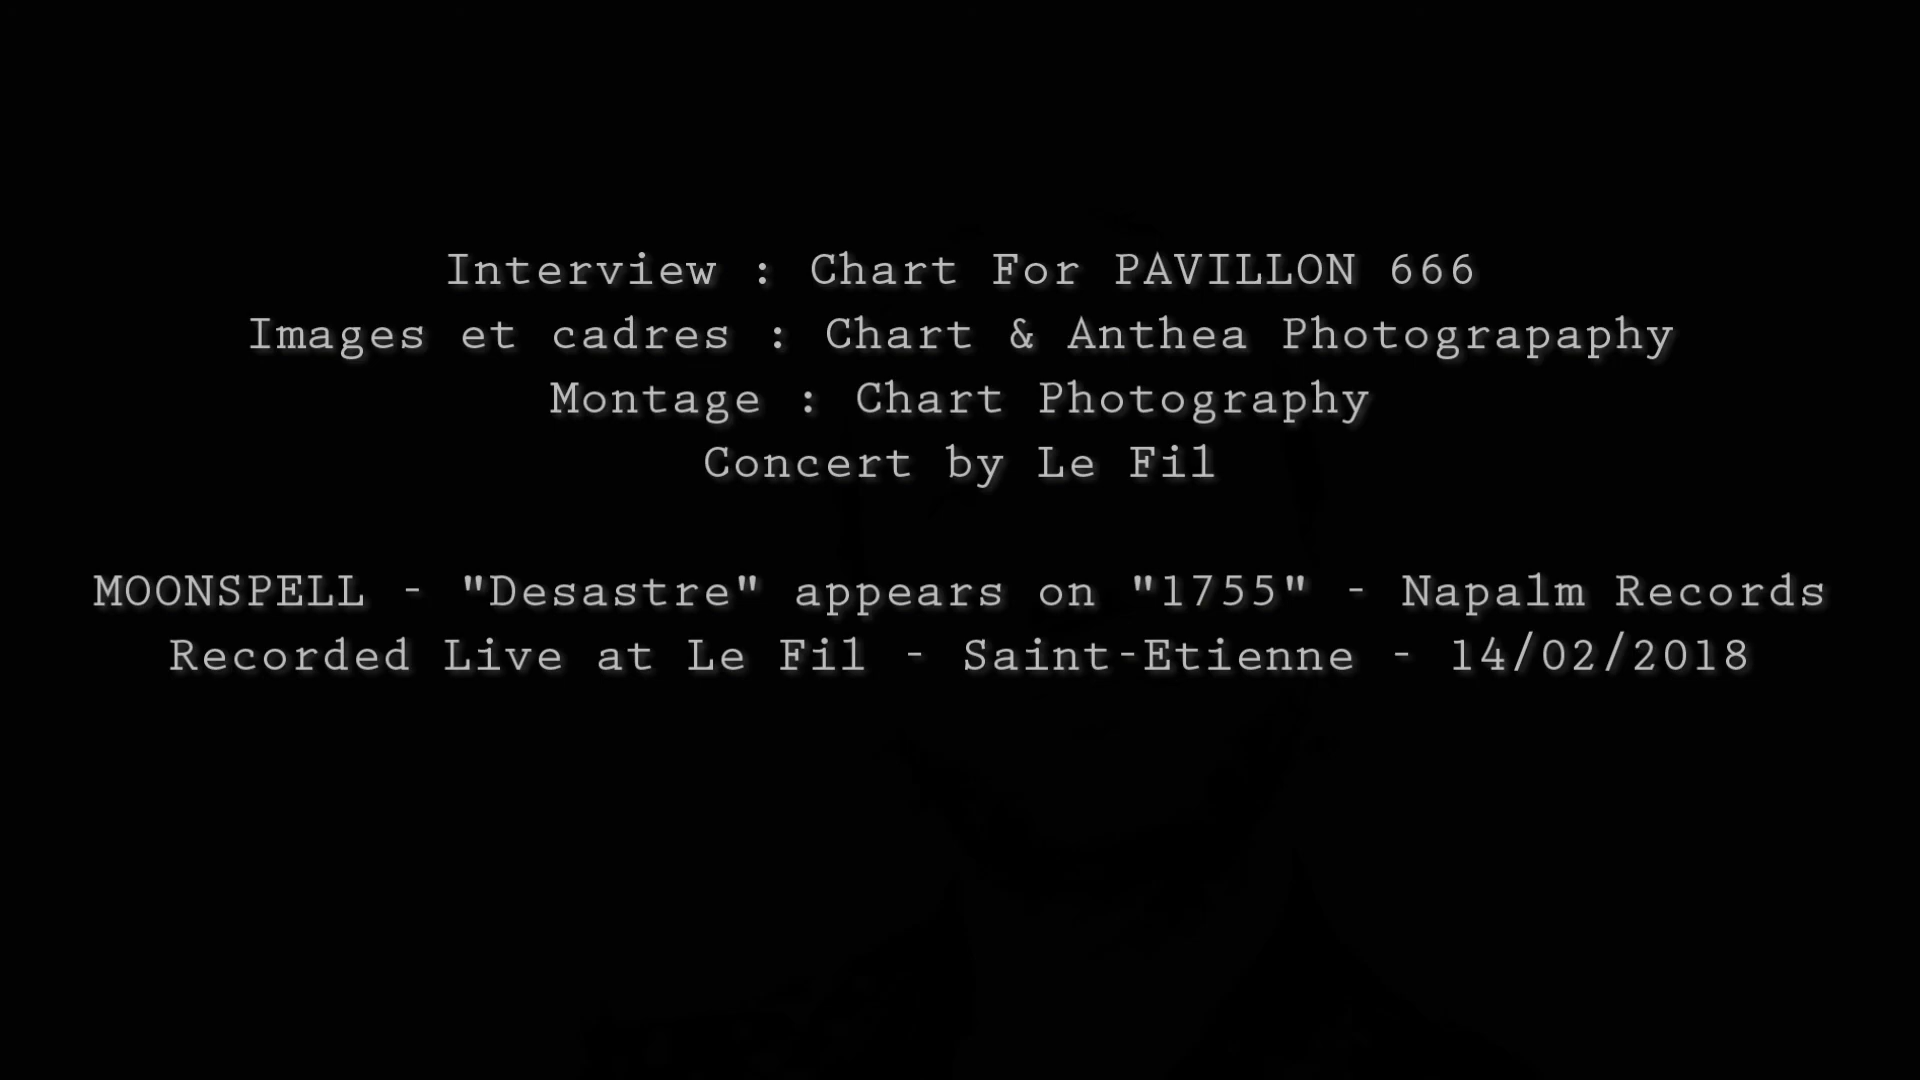 Interview : Chart For PAVILLON 666
Images et cadres : Chart & Anthea Photograpaphy
Montage : Chart Photography
Concert by Le Fil
MOONSPELL - "Desastre" appears on "1755" - Napalm Records
Recorded Live at Le Fil - Saint-Etienne - 14/02/2018